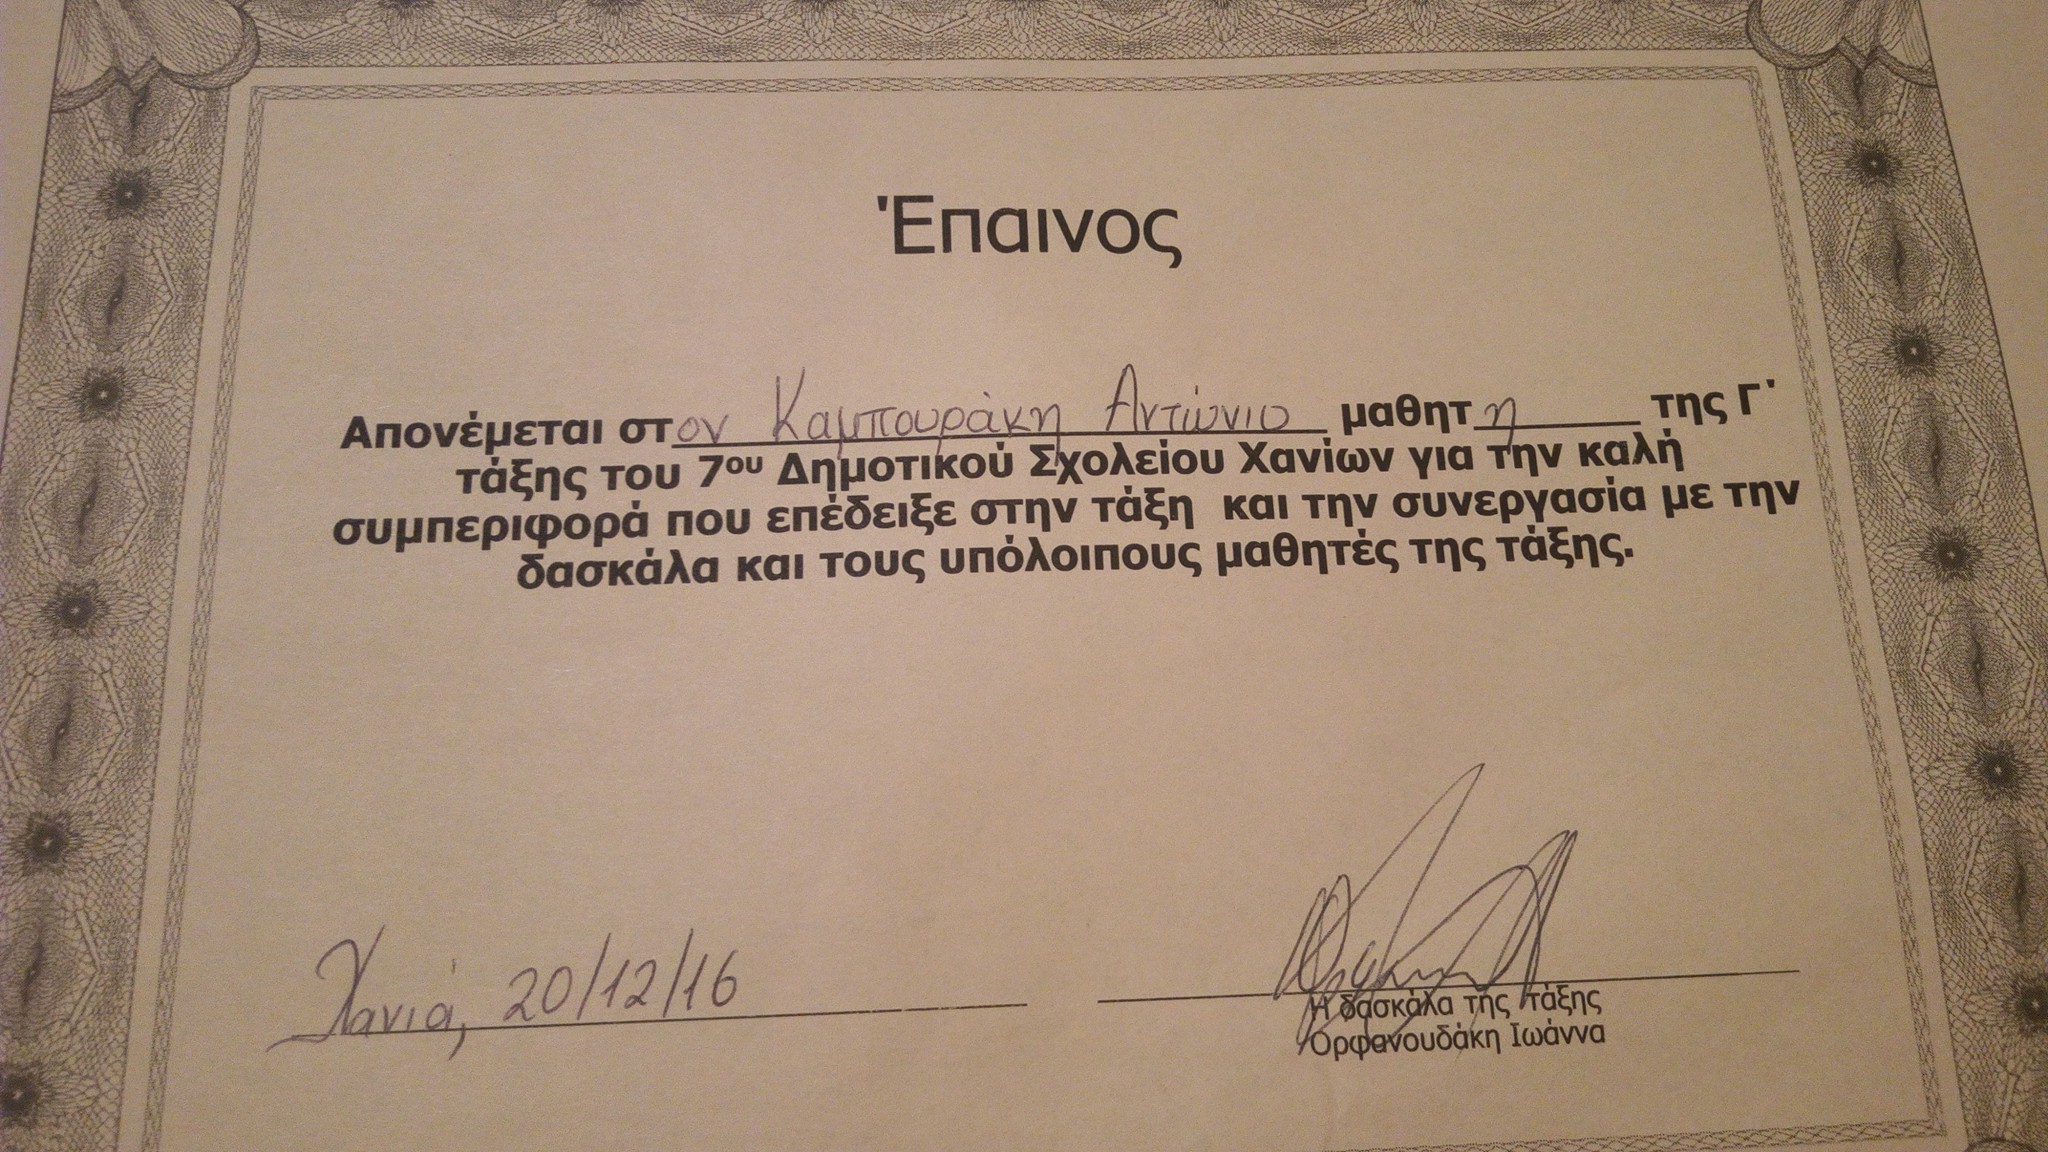 Έπαινος
Απονέμεται στον Καμπουράκη Αντώνιο μαθητη της Γ΄
τάξης του 7ου Δημοτικού Σχολείου Χανίων για την καλή
συμπεριφορά που επέδειξε στην τάξη και την συνεργασία με την
δασκάλα και τους υπόλοιπους μαθητές της τάξης.
Χανιά, 20/12/16
Η δασκάλα της τάξης
Ορφανουδάκη Ιωάννα